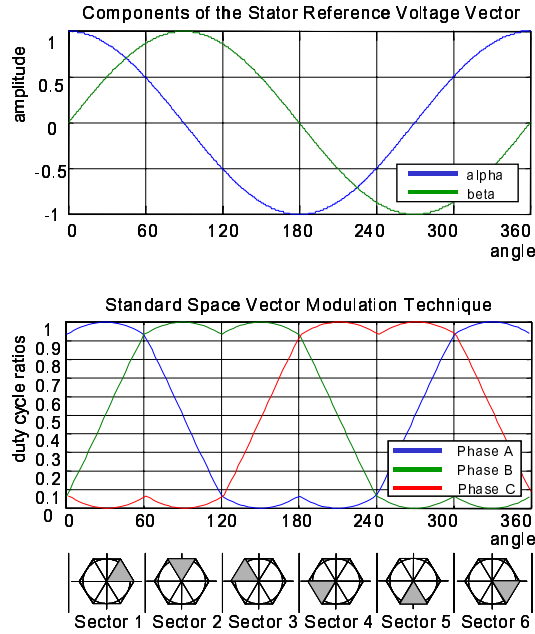 Components of the Stator Reference Voltage Vector
1
0.5
0
-0.5
-1
amplitude
alpha
beta
0 60 120 180 240 300 360
angle
Standard Space Vector Modulation Technique
1
0.9
0.8
0.7
0.6
0.5
0.4
0.3
0.2
0.1
0
duty cycle ratios
Phase A
Phase B
Phase C
0 60 120 180 240 300 360
angle
Sector 1 Sector 2 Sector 3 Sector 4 Sector 5 Sector 6